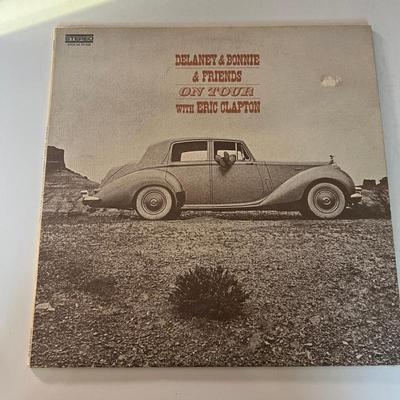 STEREO
DELANEY & BONNIE
& FRIENDS
ON TOUR
WITH ERIC CLAPTON